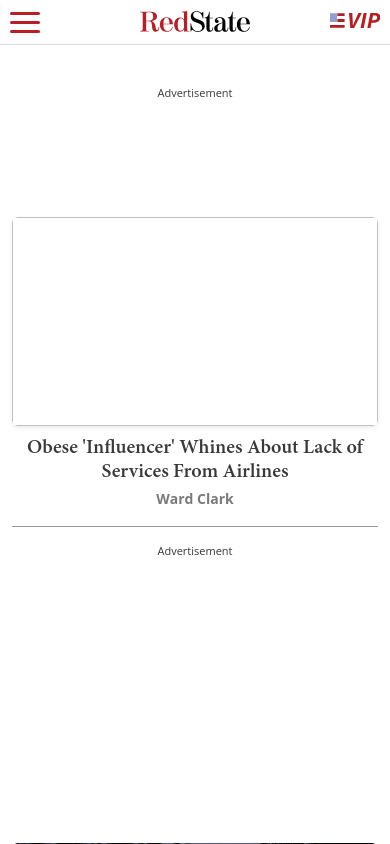 RedState
VIP
Advertisement
Obese 'Influencer' Whines About Lack of
Services From Airlines
Ward Clark
Advertisement